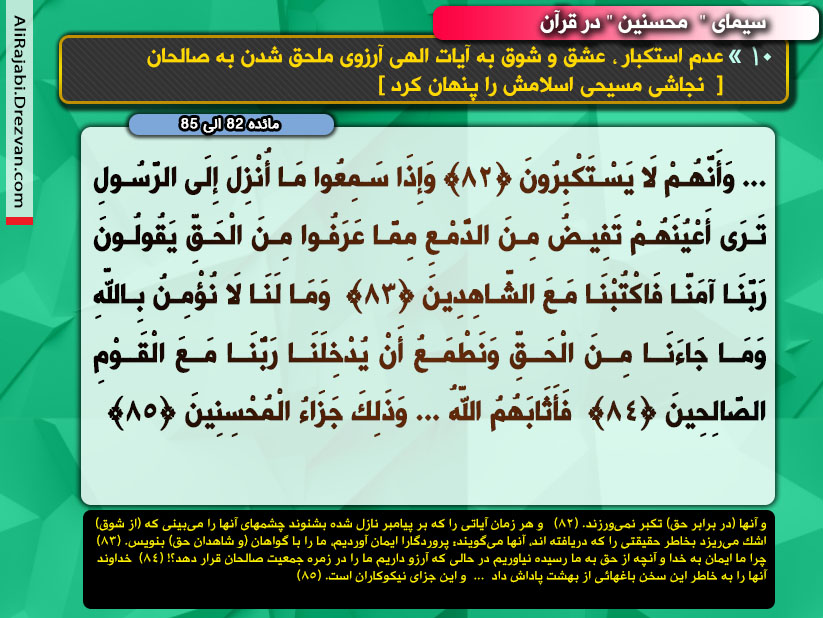 سیمای " محسنین " در قرآن
۱۰ » عدم استکبار ، عشق و شوق به آیات الهی آرزوی ملحق شدن به صالحان
[ نجاشی مسیحی اسلامش را پنهان کرد ]
مائده 82 الی 85
... وَأَنَّهُمْ لَا يَسْتَكْبِرُونَ ﴿٨٢﴾ وَإِذَا سَمِعُوا مَا أُنْزِلَ إِلَى الرَّسُولِ
تَرَى أَعْيُنَهُمْ تَفِيضُ مِنَ الدَّمْعِ مِمَّا عَرَفُوا مِنَ الْحَقِّ يَقُولُونَ
رَبَّنَا آمَنَّا فَاكْتُبْنَا مَعَ الشَّاهِدِينَ ﴿٨٣﴾ وَمَا لَنَا لَا نُؤْمِنُ بِاللَّهِ
وَمَا جَاءَنَا مِنَ الْحَقِّ وَنَطْمَعُ أَنْ يُدْخِلَنَا رَبَّنَا مَعَ الْقَوْمِ
الصَّالِحِينَ ﴿٨٤﴾ فَأَثَابَهُمُ اللَّهُ ... وَذَلِكَ جَزَاءُ الْمُحْسِنِينَ ﴿٨٥﴾
و آنها (در برابر حق) تکبر نمی‌ورزند. (۸۲) و هر زمان آیاتی را که بر پیامبر نازل شده بشنوند چشمهای آنها را می‌بینی که (از شوق)
اشك می‌ریزد بخاطر حقیقتی را که دریافته اند. آنها می‌گویند؛ پروردگارا ایمان آوردیم، ما را با گواهان (و شاهدان حق) بنویس. (۸۳)
چرا ما ایمان به خدا و آنچه از حق به ما رسیده نیاوریم در حالی که آرزو داریم ما را در زمره جمعیت صالحان قرار دهد؟! (۸۴) خداوند
آنها را به خاطر این سخن باغهائی از بهشت پاداش داد ... و این جزای نیکوکاران است. (۸۵)
AliRajabi.Drezvan.com